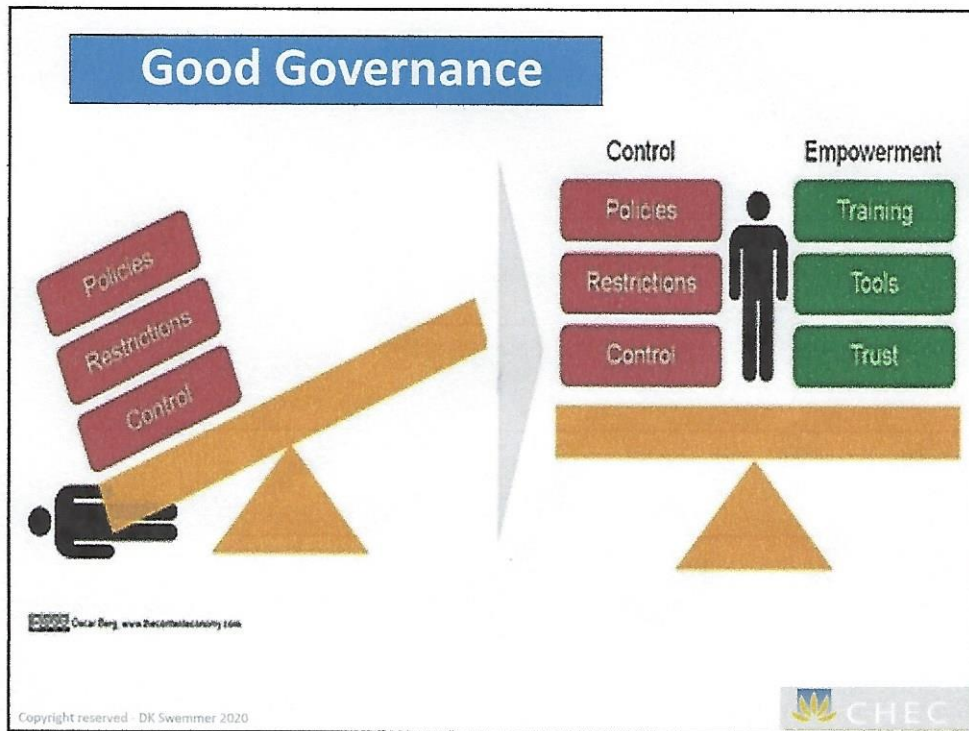 Good Governance
Policies
Restrictions
Control
Control
Empowerment
Policies
Training
Restrictions
Tools
Control
Trust
Oscar Berg, www.thecontenteconomy.com
Copyright reserved - DK Swemmer 2020
CHEC